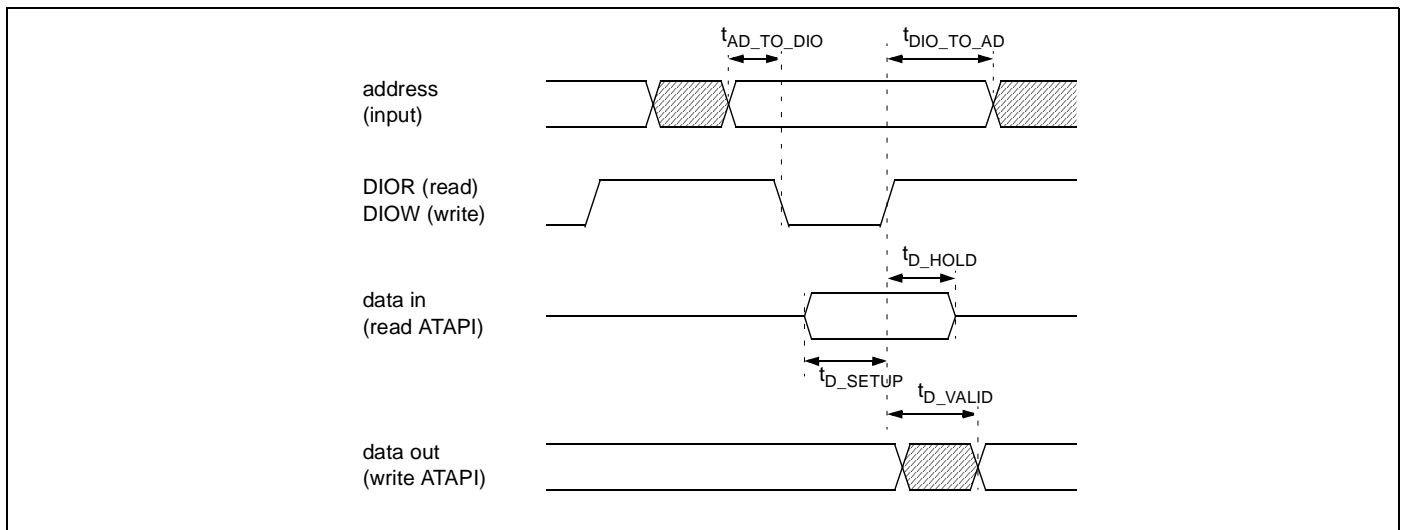 tAD_TO_DIO tDIO_TO_AD
address
(input)
DIOR (read)
DIOW (write)
tD_HOLD
data in
(read ATAPI)
tD_SETUP
tD_VALID
data out
(write ATAPI)